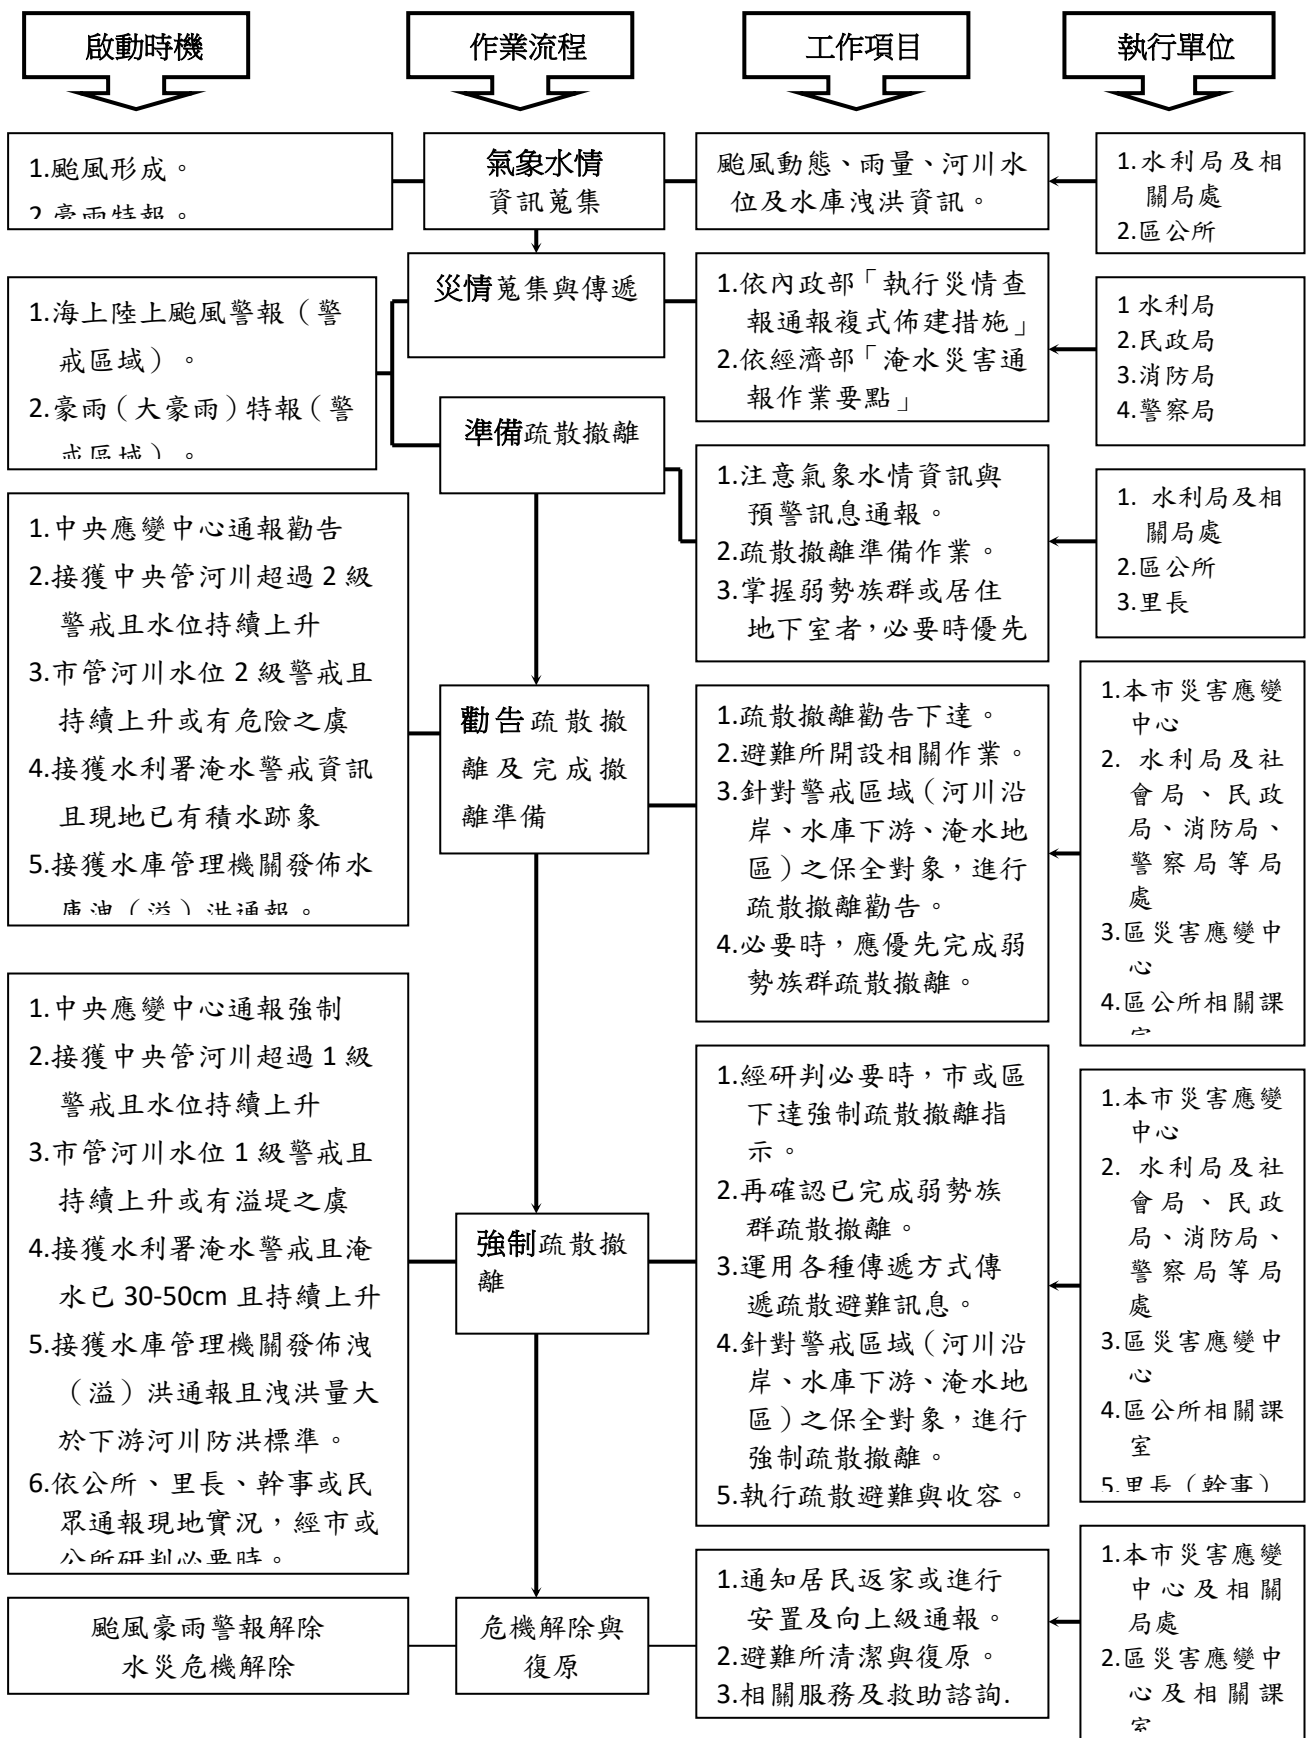 啟動時機
作業流程
工作項目
執行單位
1.颱風形成。
2.豪雨特報。
氣象水情
資訊蒐集
颱風動態、雨量、河川水
位及水庫洩洪資訊。
1.水利局及相
關局處
2.區公所
1.海上陸上颱風警報（警
戒區域）。
2.豪雨（大豪雨）特報（警
戒區域）。
災情蒐集與傳遞
1.依內政部「執行災情查
報通報複式佈建措施」
2.依經濟部「淹水災害通
報作業要點」
1 水利局
2.民政局
3.消防局
4.警察局
準備疏散撤離
1.注意氣象水情資訊與
預警訊息通報。
2.疏散撤離準備作業。
3.掌握弱勢族群或居住
地下室者，必要時優先
1. 水利局及相
關局處
2.區公所
3.里長
1.中央應變中心通報勸告
2.接獲中央管河川超過 2 級
警戒且水位持續上升
3.市管河川水位 2 級警戒且
持續上升或有危險之虞
4.接獲水利署淹水警戒資訊
且現地已有積水跡象
5.接獲水庫管理機關發佈水
庫洩（溢）洪通報。
勸告疏散撤
離及完成撤
離準備
1.疏散撤離勸告下達。
2.避難所開設相關作業。
3.針對警戒區域（河川沿
岸、水庫下游、淹水地
區）之保全對象，進行
疏散撤離勸告。
4.必要時，應優先完成弱
勢族群疏散撤離。
1.本市災害應變
中心
2. 水利局及社
會局、民政
局、消防局、
警察局等局
處
3.區災害應變中
心
4.區公所相關課
室
1.中央應變中心通報強制
2.接獲中央管河川超過 1 級
警戒且水位持續上升
3.市管河川水位 1 級警戒且
持續上升或有溢堤之虞
4.接獲水利署淹水警戒且淹
水已 30-50cm 且持續上升
5.接獲水庫管理機關發佈洩
（溢）洪通報且洩洪量大
於下游河川防洪標準。
6.依公所、里長、幹事或民
眾通報現地實況，經市或
公所研判必要時。
強制疏散撤
離
1.經研判必要時，市或區
下達強制疏散撤離指
示。
2.再確認已完成弱勢族
群疏散撤離。
3.運用各種傳遞方式傳
遞疏散避難訊息。
4.針對警戒區域（河川沿
岸、水庫下游、淹水地
區）之保全對象，進行
強制疏散撤離。
5.執行疏散避難與收容。
1.本市災害應變
中心
2. 水利局及社
會局、民政
局、消防局、
警察局等局
處
3.區災害應變中
心
4.區公所相關課
室
5.里長（幹事）
颱風豪雨警報解除
水災危機解除
危機解除與
復原
1.通知居民返家或進行
安置及向上級通報。
2.避難所清潔與復原。
3.相關服務及救助諮詢.
1.本市災害應變
中心及相關
局處
2.區災害應變中
心及相關課
室